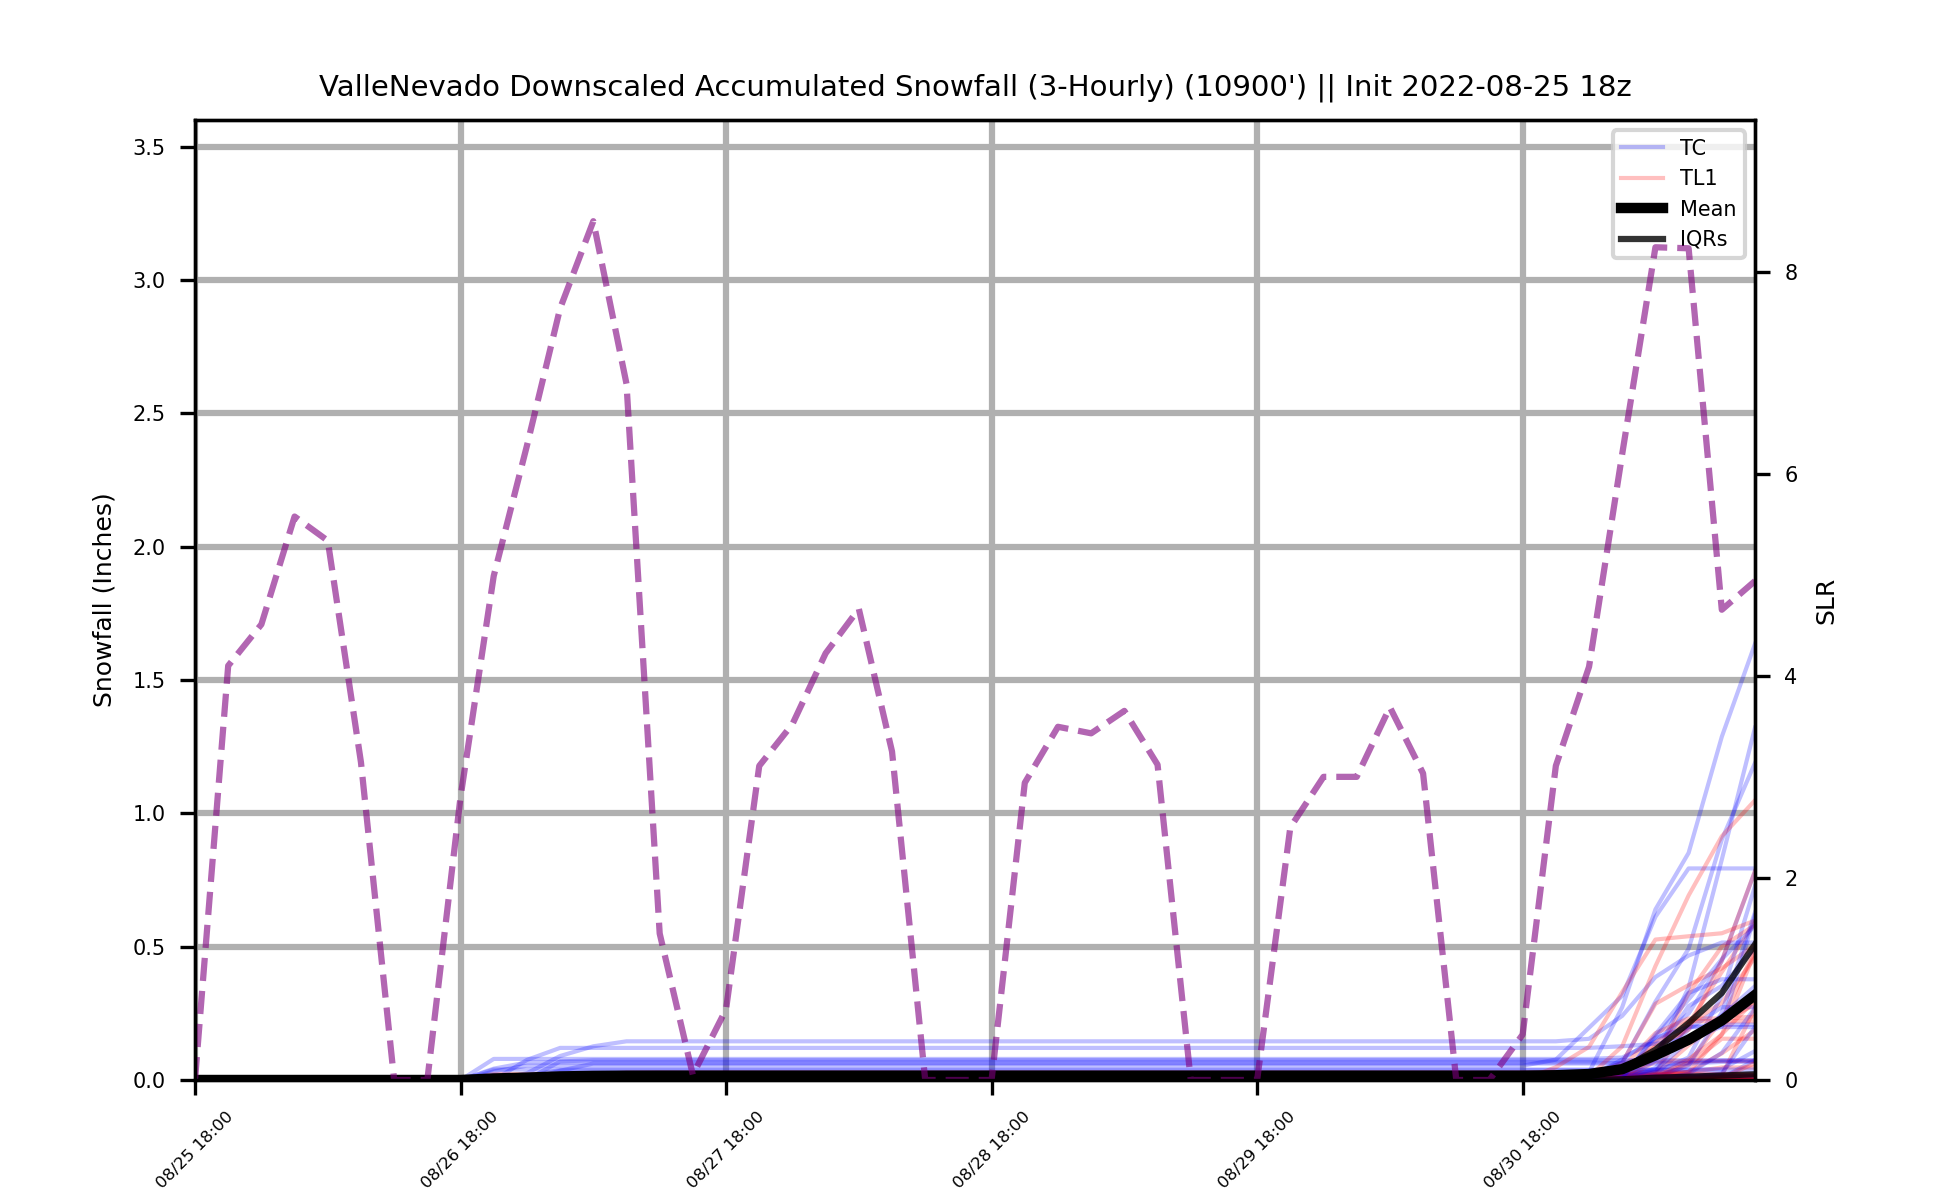 ValleNevado Downscaled Accumulated Snowfall (3-Hourly) (10900') || Init 2022-08-25 18z
TC
TL1
Mean
IQRs
Snowfall (Inches)
3.5
3.0
2.5
2.0
1.5
1.0
0.5
0.0
8
6
4
2
0
SLR
08/25 18:00
08/26 18:00
08/27 18:00
08/28 18:00
08/29 18:00
08/30 18:00